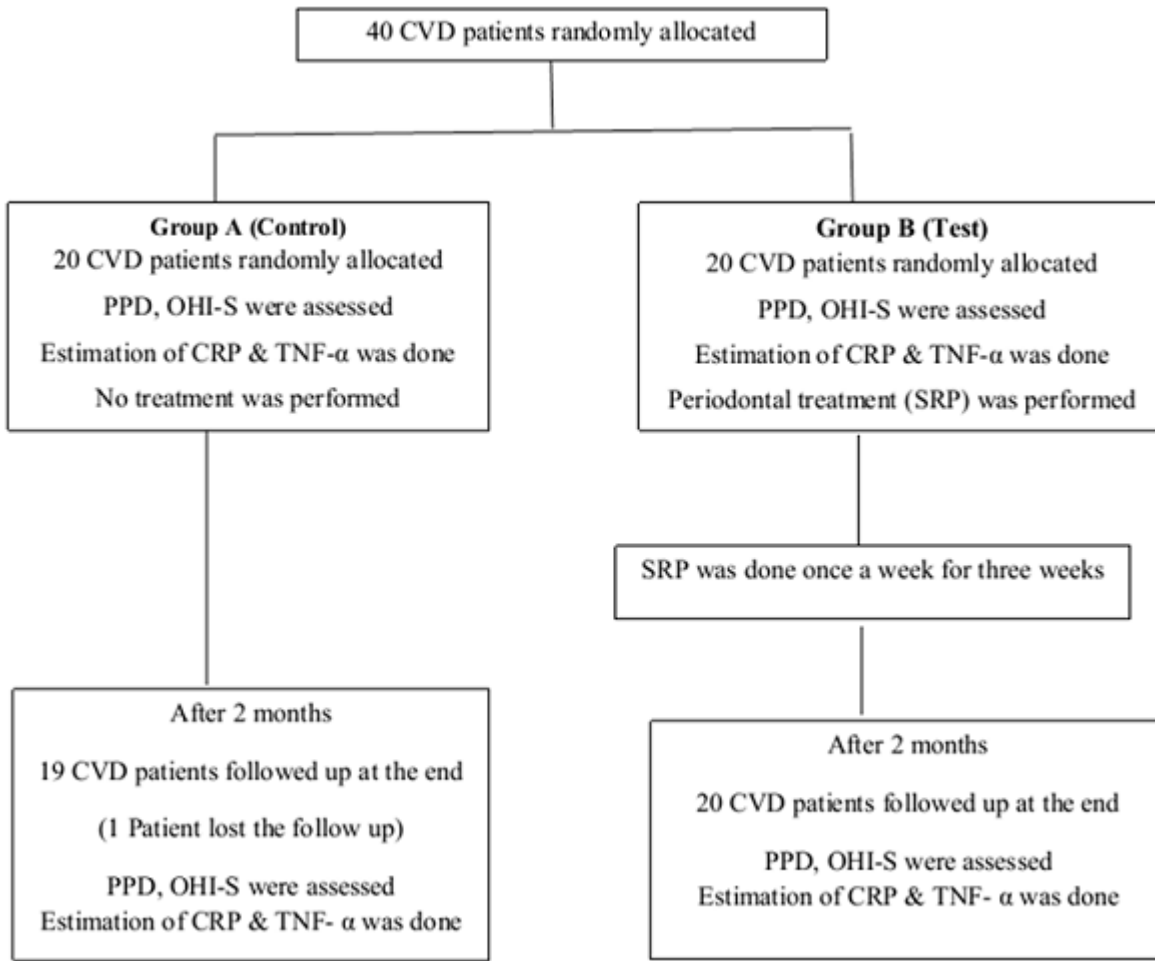 40 CVD patients randomly allocated
Group A (Control)
20 CVD patients randomly allocated
PPD, OHI-S were assessed
Estimation of CRP & TNF-α was done
No treatment was performed
Group B (Test)
20 CVD patients randomly allocated
PPD, OHI-S were assessed
Estimation of CRP & TNF-α was done
Periodontal treatment (SRP) was performed
SRP was done once a week for three weeks
After 2 months
19 CVD patients followed up at the end
(1 Patient lost the follow up)
PPD, OHI-S were assessed
Estimation of CRP & TNF- α was done
After 2 months
20 CVD patients followed up at the end
PPD, OHI-S were assessed
Estimation of CRP & TNF- α was done